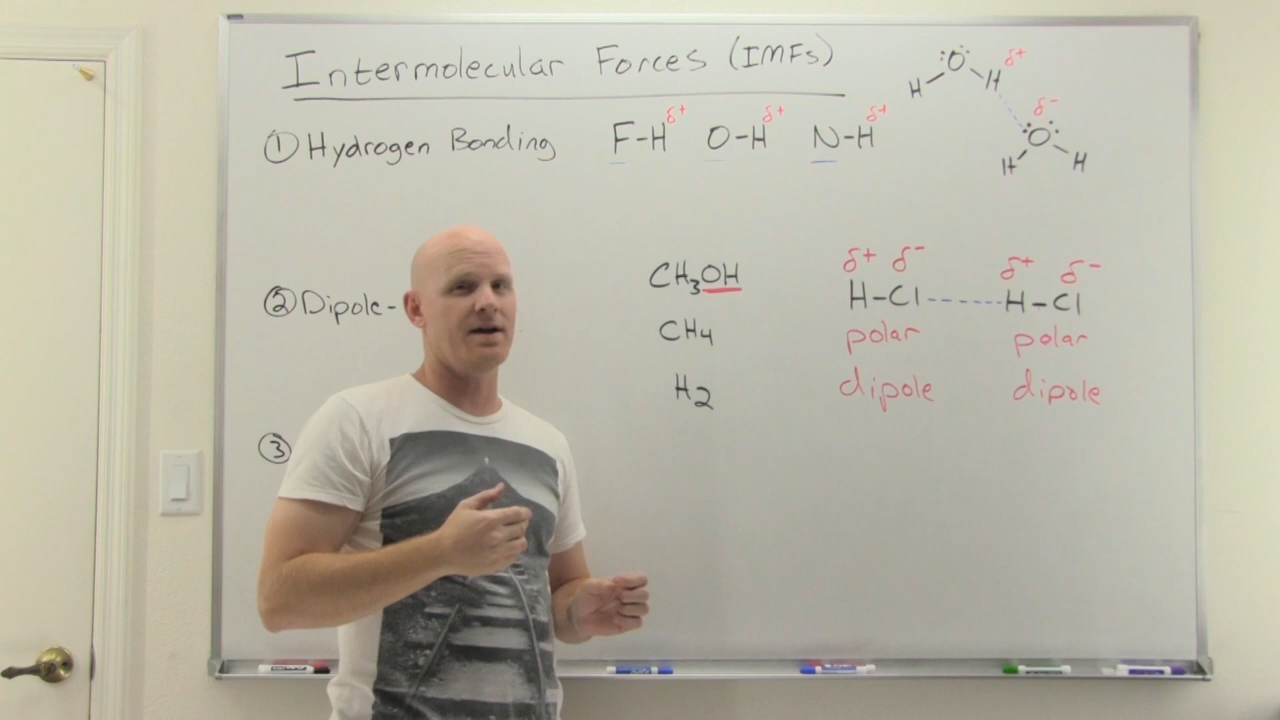 Intermolecular Forces (IMFs)
:Ö H δ+
H
δ-
:Ö:
H H
① Hydrogen Bonding F-H δ+ O-H δ+ N-H δ+
② Dipole-
CH3OH
CH4
H2
δ+ δ- δ+ δ-
H-Cl-----H-Cl
polar polar
dipole dipole
③